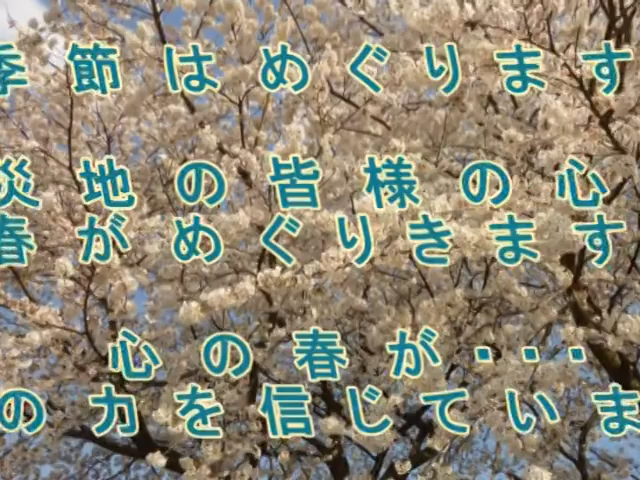 季節はめぐります
災地の皆様の心
春がめぐりきます
心の春が・・・
の力を信じていま